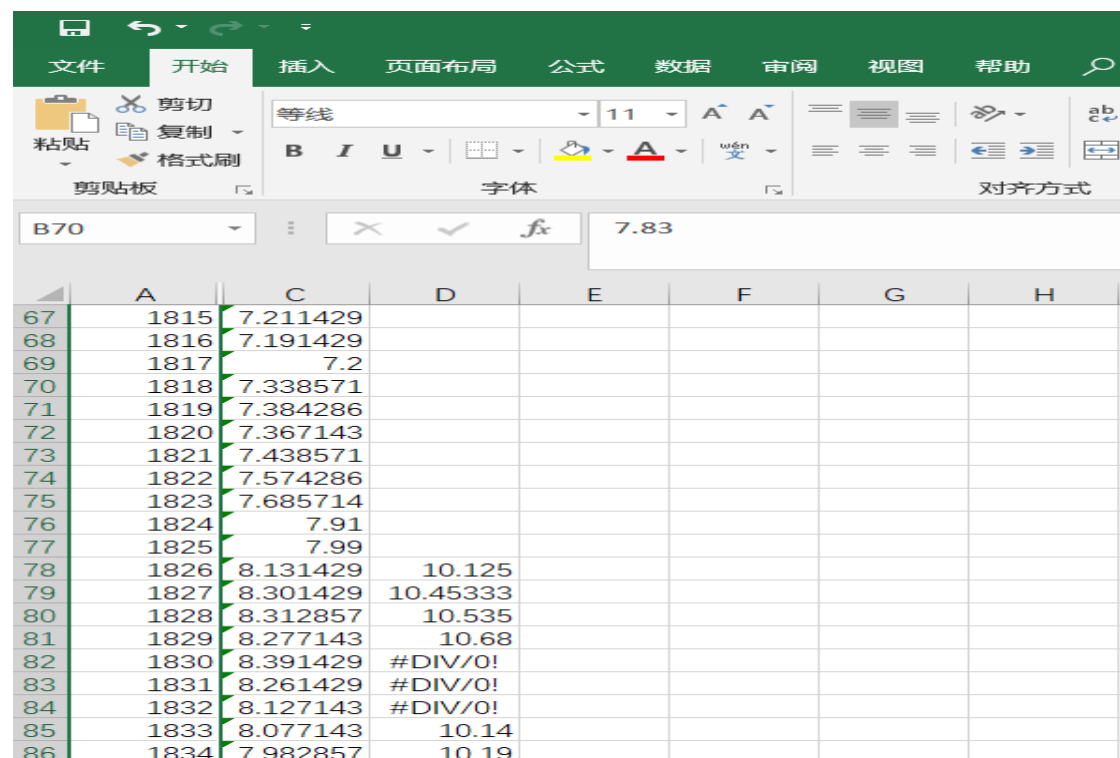 文件 开始 插入 页面布局 公式 数据 审阅 视图 帮助
剪切
复制
格式刷
粘贴
等线 11 A A ab
B I U A wén 文
剪贴板 字体 对齐方式
B70 fx 7.83
A C D E F G H
67 1815 7.211429
68 1816 7.191429
69 1817 7.2
70 1818 7.338571
71 1819 7.384286
72 1820 7.367143
73 1821 7.438571
74 1822 7.574286
75 1823 7.685714
76 1824 7.91
77 1825 7.99
78 1826 8.131429 10.125
79 1827 8.301429 10.45333
80 1828 8.312857 10.535
81 1829 8.277143 10.68
82 1830 8.391429 #DIV/0!
83 1831 8.261429 #DIV/0!
84 1832 8.127143 #DIV/0!
85 1833 8.077143 10.14
86 1834 7.982857 10.19